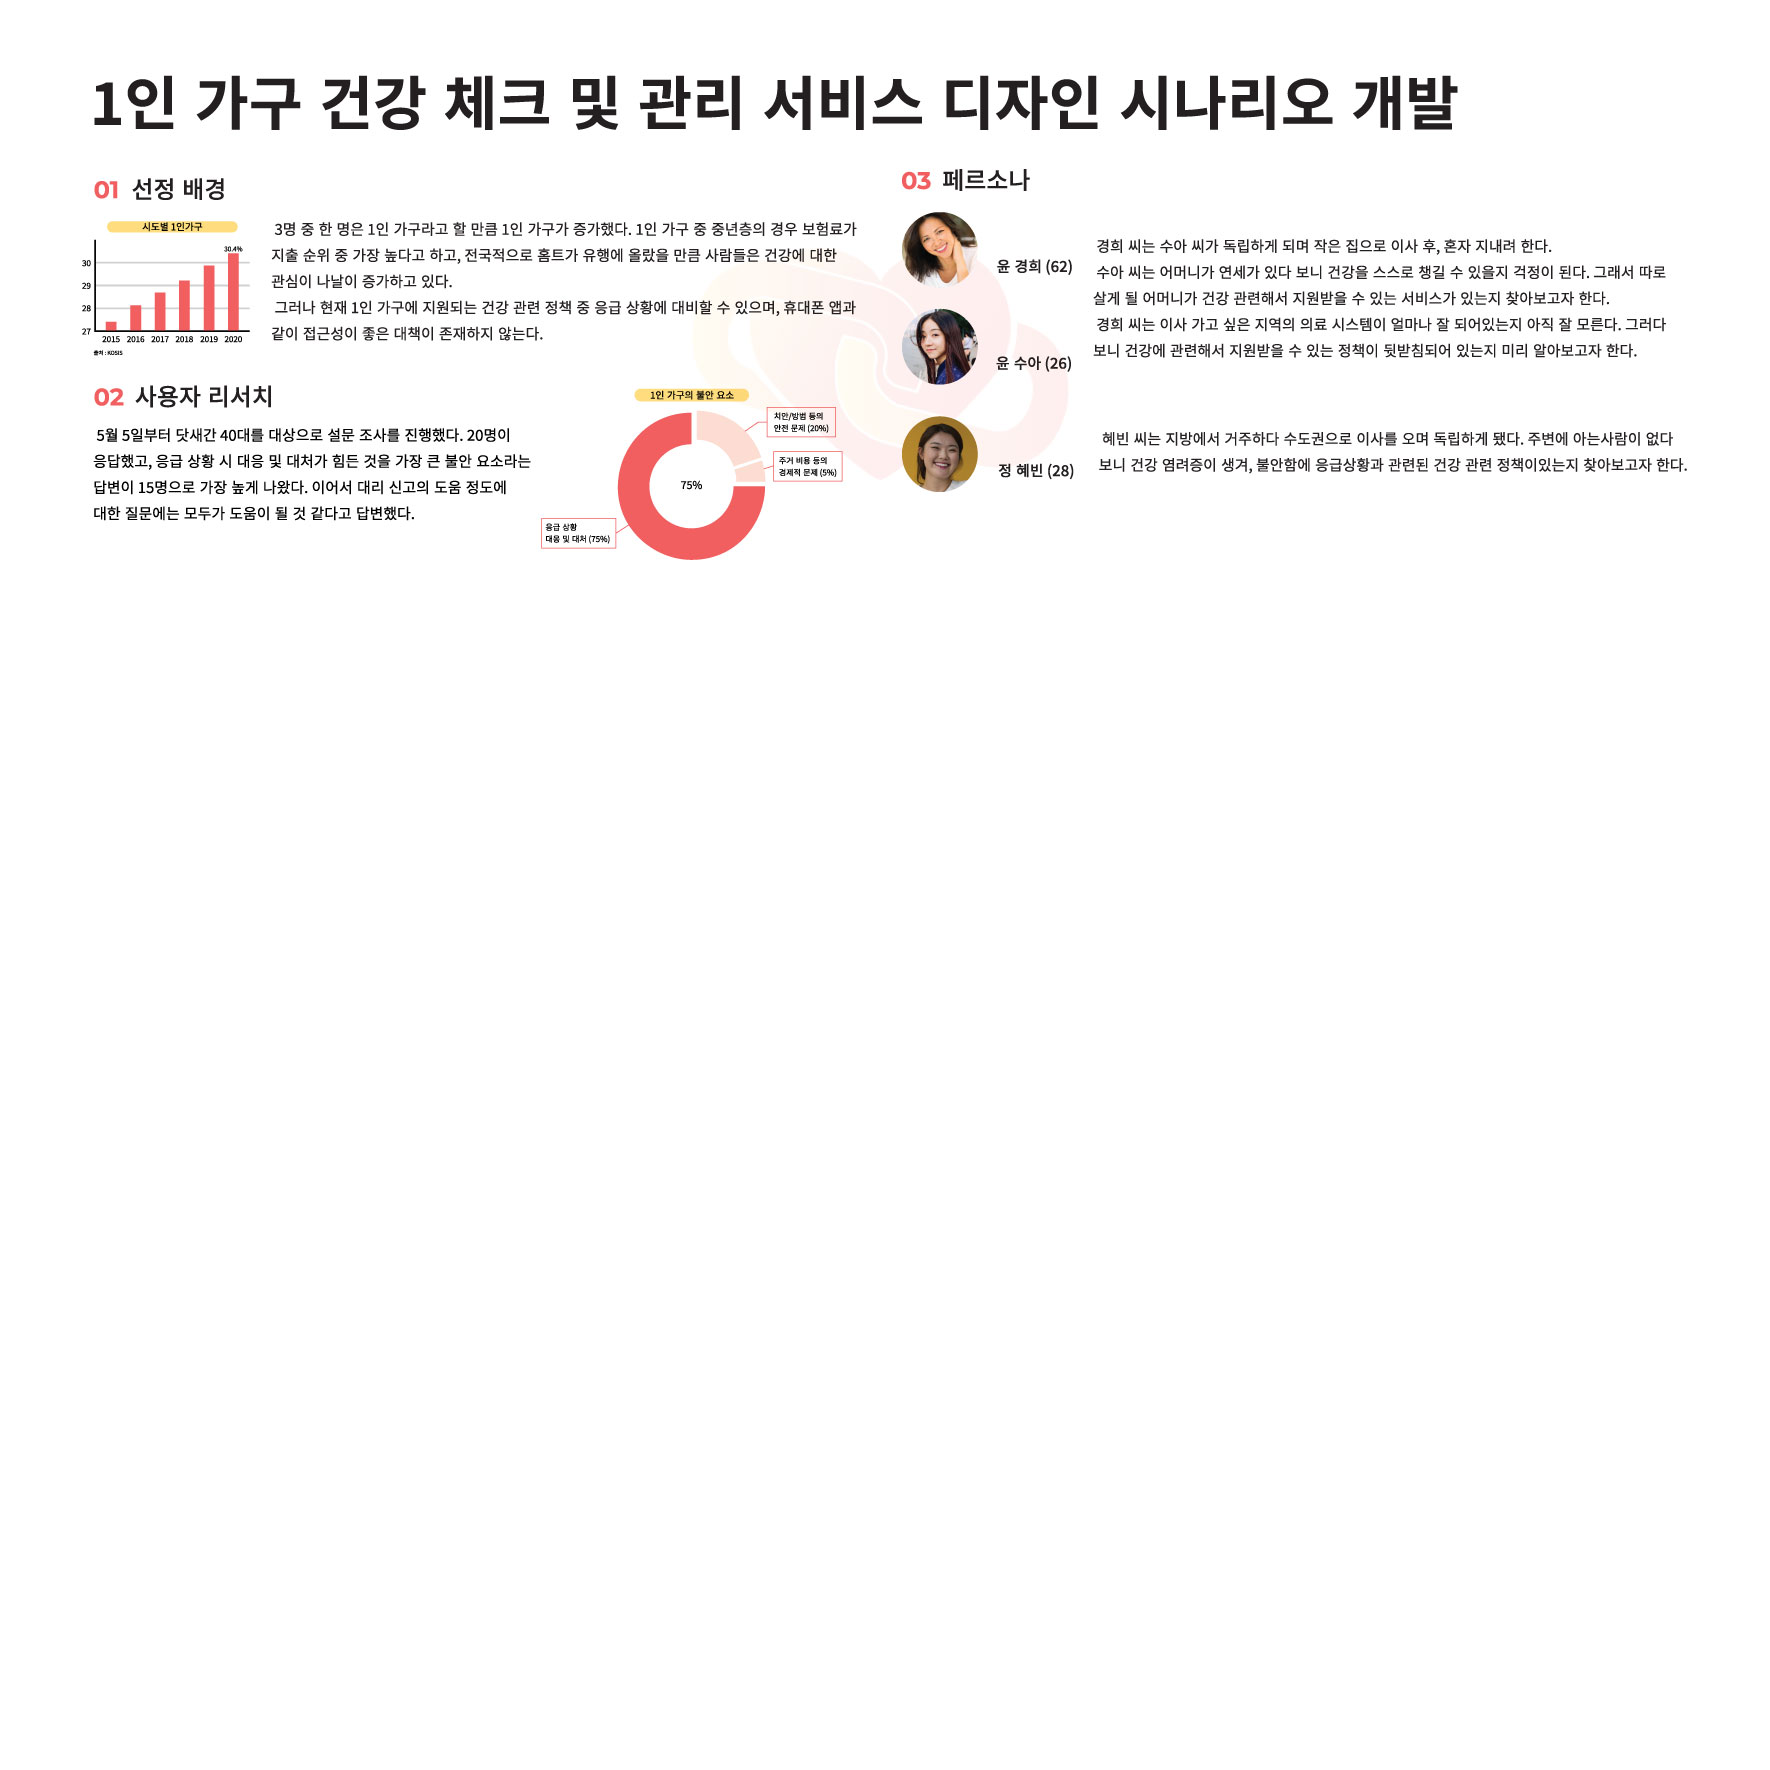 1인 가구 건강 체크 및 관리 서비스 디자인 시나리오 개발
01 선정 배경
시도별 1인가구
30.4%
30
29
28
27
2015 2016 2017 2018 2019 2020
출처 : KOSIS
3명 중 한 명은 1인 가구라고 할 만큼 1인 가구가 증가했다. 1인 가구 중 중년층의 경우 보험료가
지출 순위 중 가장 높다고 하고, 전국적으로 홈트가 유행에 올랐을 만큼 사람들은 건강에 대한
관심이 나날이 증가하고 있다.
그러나 현재 1인 가구에 지원되는 건강 관련 정책 중 응급 상황에 대비할 수 있으며, 휴대폰 앱과
같이 접근성이 좋은 대책이 존재하지 않는다.
02 사용자 리서치
5월 5일부터 닷새간 40대를 대상으로 설문 조사를 진행했다. 20명이
응답했고, 응급 상황 시 대응 및 대처가 힘든 것을 가장 큰 불안 요소라는
답변이 15명으로 가장 높게 나왔다. 이어서 대리 신고의 도움 정도에
대한 질문에는 모두가 도움이 될 것 같다고 답변했다.
1인 가구의 불안 요소
치안/방범 등의
안전 문제 (20%)
주거 비용 등의
경제적 문제 (5%)
75%
응급 상황
대응 및 대처 (75%)
03 페르소나
윤 경희 (62)
윤 수아 (26)
경희 씨는 수아 씨가 독립하게 되며 작은 집으로 이사 후, 혼자 지내려 한다.
수아 씨는 어머니가 연세가 있다 보니 건강을 스스로 챙길 수 있을지 걱정이 된다. 그래서 따로
살게 될 어머니가 건강 관련해서 지원받을 수 있는 서비스가 있는지 찾아보고자 한다.
경희 씨는 이사 가고 싶은 지역의 의료 시스템이 얼마나 잘 되어있는지 아직 잘 모른다. 그러다
보니 건강에 관련해서 지원받을 수 있는 정책이 뒷받침되어 있는지 미리 알아보고자 한다.
정 혜빈 (28)
혜빈 씨는 지방에서 거주하다 수도권으로 이사를 오며 독립하게 됐다. 주변에 아는사람이 없다
보니 건강 염려증이 생겨, 불안함에 응급상황과 관련된 건강 관련 정책이있는지 찾아보고자 한다.